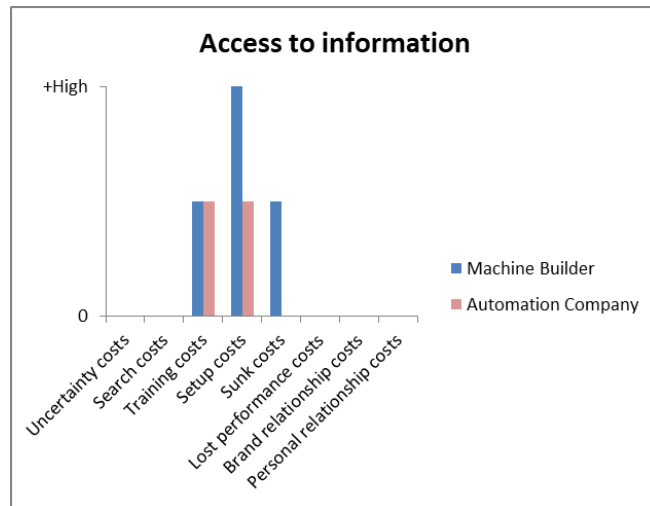 Access to information
+High
0
Uncertainty costs
Search costs
Training costs
Setup costs
Sunk costs
Lost performance costs
Brand relationship costs
Personal relationship costs
Machine Builder
Automation Company